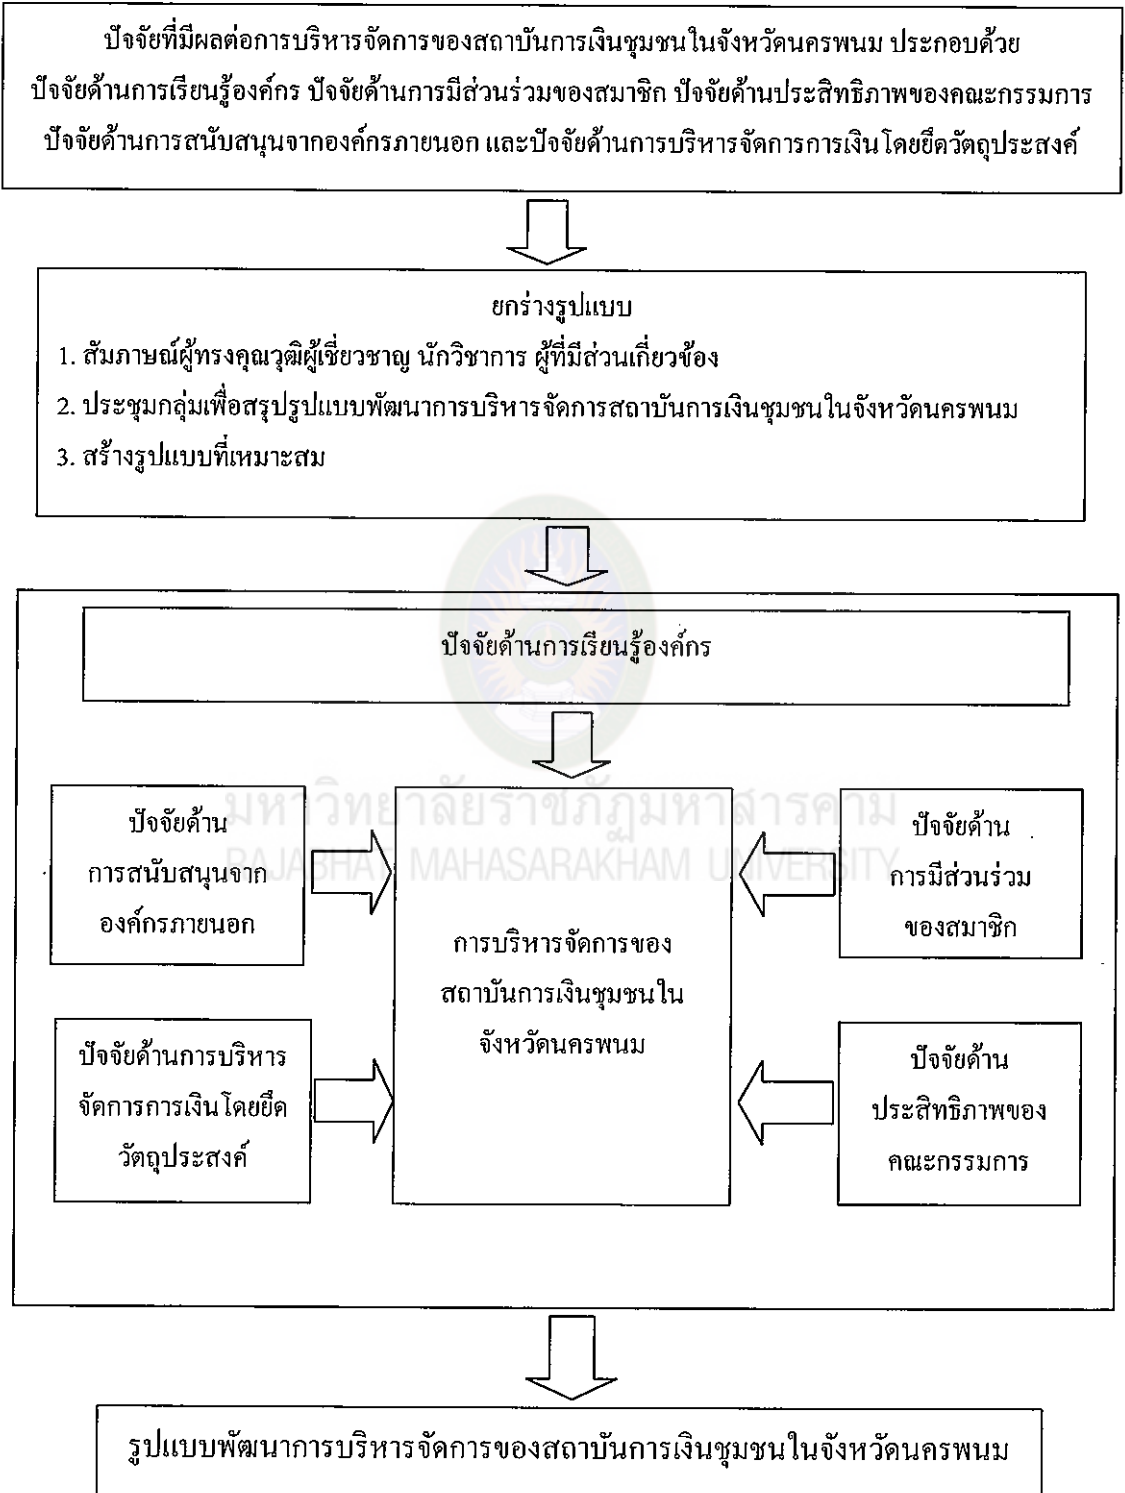 ปัจจัยที่มีผลต่อการบริหารจัดการของสถาบันการเงินชุมชนในจังหวัดนครพนม ประกอบด้วย
ปัจจัยด้านการเรียนรู้องค์กร ปัจจัยด้านการมีส่วนร่วมของสมาชิก ปัจจัยด้านประสิทธิภาพของคณะกรรมการ
ปัจจัยด้านการสนับสนุนจากองค์กรภายนอก และปัจจัยด้านการบริหารจัดการการเงินโดยยึดวัตถุประสงค์
ยกร่างรูปแบบ
1. สัมภาษณ์ผู้ทรงคุณวุฒิผู้เชี่ยวชาญ นักวิชาการ ผู้ที่มีส่วนเกี่ยวข้อง
2. ประชุมกลุ่มเพื่อสรุปรูปแบบพัฒนาการบริหารจัดการสถาบันการเงินชุมชนในจังหวัดนครพนม
3. สร้างรูปแบบที่เหมาะสม
ปัจจัยด้านการเรียนรู้องค์กร
ปัจจัยด้าน
การสนับสนุนจาก
องค์กรภายนอก
ปัจจัยด้านการบริหาร
จัดการการเงินโดยยึด
วัตถุประสงค์
การบริหารจัดการของ
สถาบันการเงินชุมชนใน
จังหวัดนครพนม
ปัจจัยด้าน
การมีส่วนร่วม
ของสมาชิก
ปัจจัยด้าน
ประสิทธิภาพของ
คณะกรรมการ
มหาวิทยาลัยราชภัฏมหาสารคาม
RAJABHAT MAHASARAKHAM UNIVERSITY
รูปแบบพัฒนาการบริหารจัดการของสถาบันการเงินชุมชนในจังหวัดนครพนม